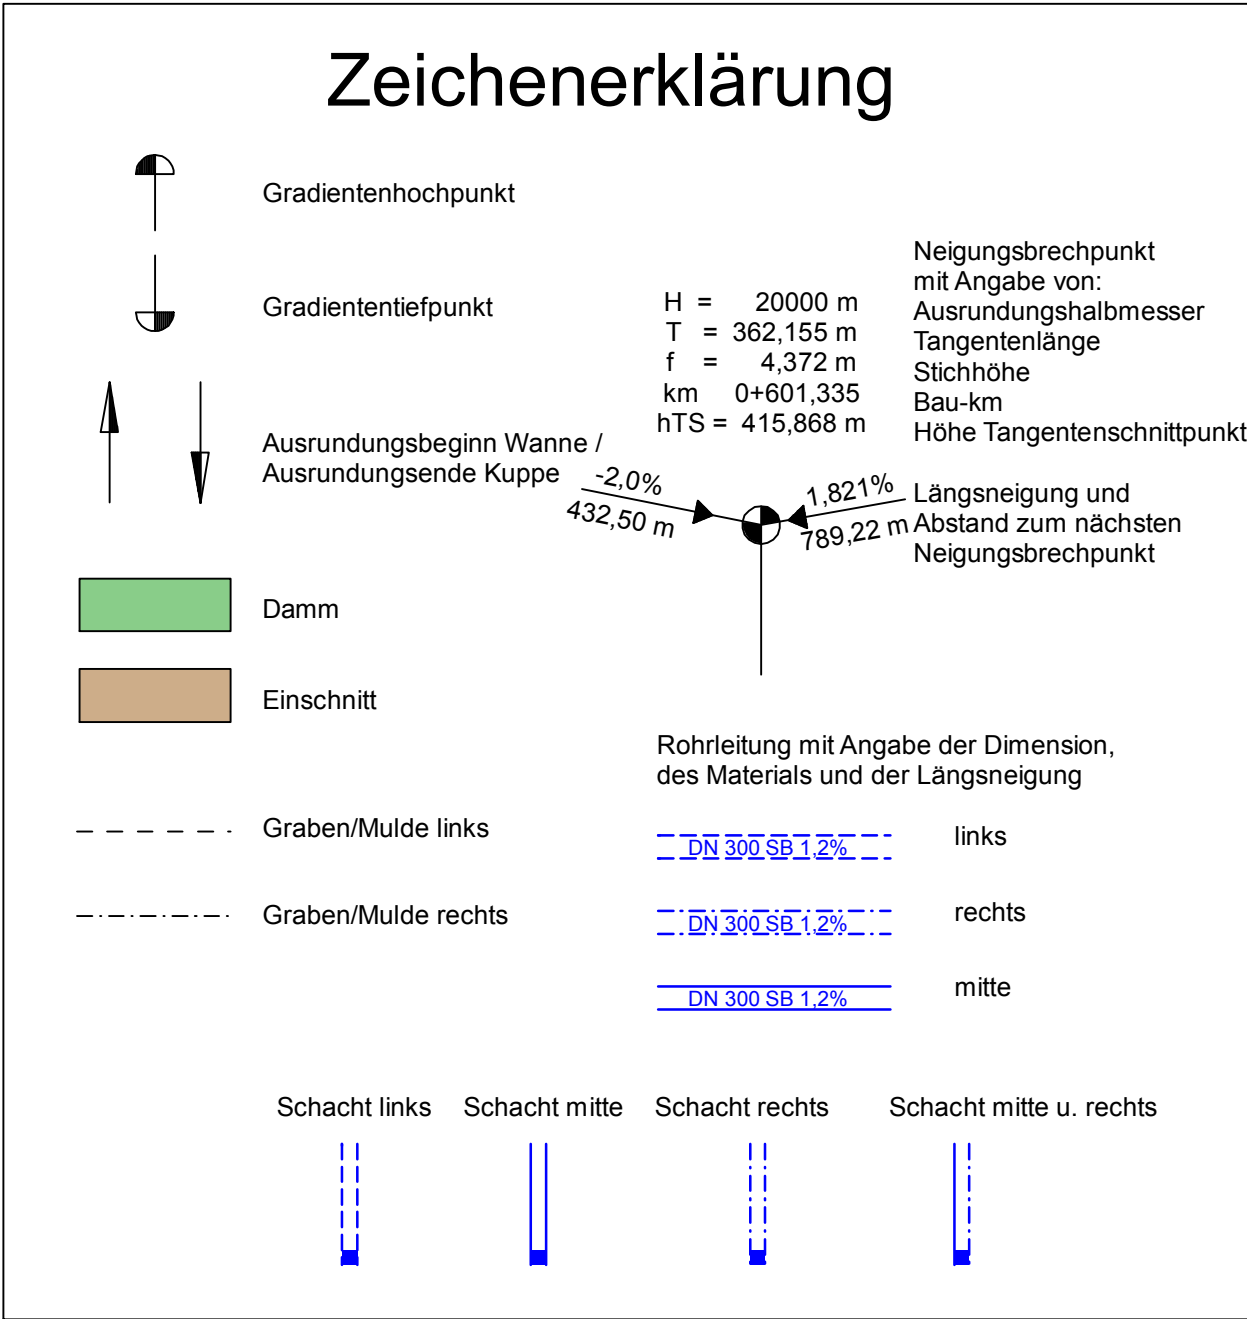 Zeichenerklärung
Gradientenhochpunkt
Gradiententiefpunkt
Ausrundungsbeginn Wanne /
Ausrundungsende Kuppe
H = 20000 m
T = 362,155 m
f = 4,372 m
km 0+601,335
hTS = 415,868 m
Neigungsbrechpunkt
mit Angabe von:
Ausrundungshalbmesser
Tangentenlänge
Stichhöhe
Bau-km
Höhe Tangentenschnittpunkt
-2,0%
432,50 m
1,821%
789,22 m
Längsneigung und
Abstand zum nächsten
Neigungsbrechpunkt
Damm
Einschnitt
Graben/Mulde links
Graben/Mulde rechts
Rohrleitung mit Angabe der Dimension,
des Materials und der Längsneigung
DN 300 SB 1,2%
links
DN 300 SB 1,2%
rechts
DN 300 SB 1,2%
mitte
Schacht links
Schacht mitte
Schacht rechts
Schacht mitte u. rechts